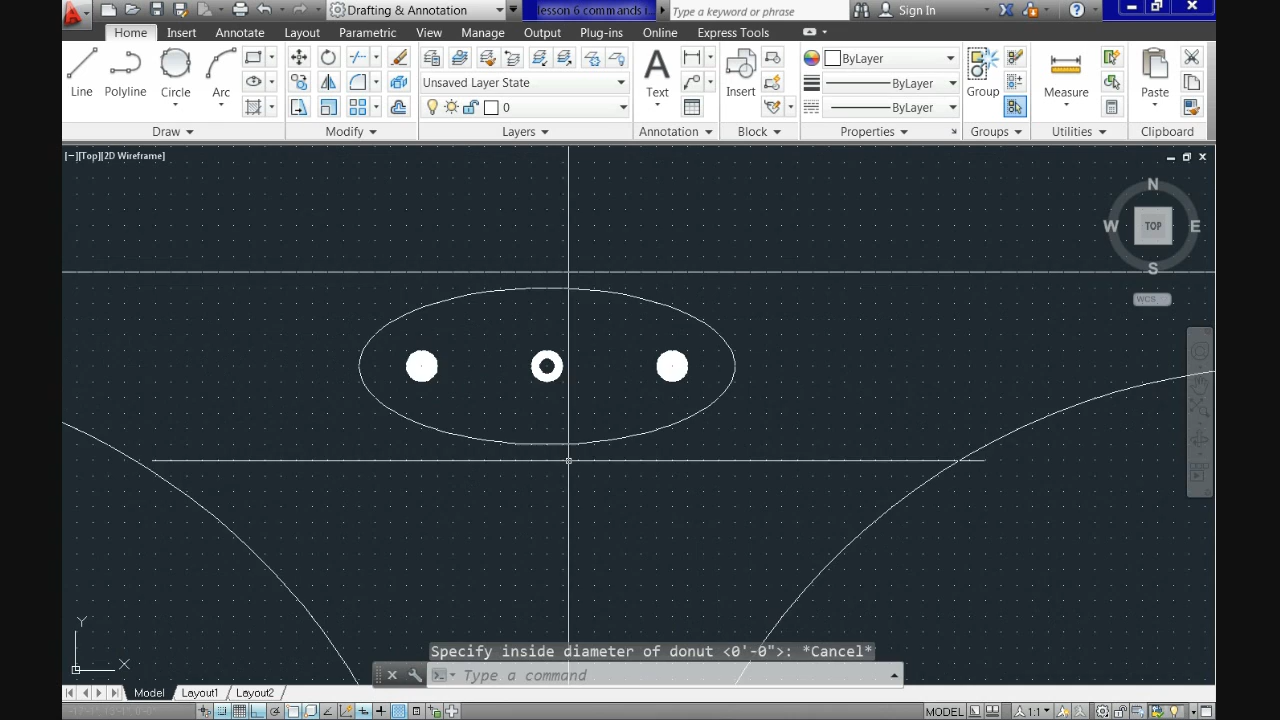 Drafting & Annotation
lesson 6 commands
Type a keyword or phrase
Sign In
Home Insert Annotate Layout Parametric View Manage Output Plug-ins Online Express Tools
Line Polyline Circle Arc
Draw
Modify
Unsaved Layer State
0
Layers
Text
Annotation
Insert
Block
ByLayer
ByLayer
ByLayer
Properties
Group
Groups
Measure
Utilities
Paste
Clipboard
[−][Top][2D Wireframe]
N
W TOP E
S
WCS
Y
X
Specify inside diameter of donut <0'-0">: *Cancel*
Type a command
Model Layout1 Layout2
MODEL 1:1